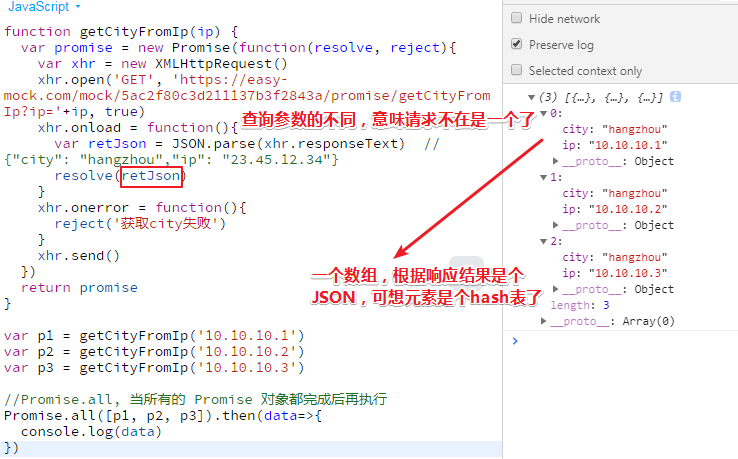 JavaScript
function getCityFromIp(ip) {
var promise = new Promise(function(resolve, reject){
var xhr = new XMLHttpRequest()
xhr.open('GET', 'https://easy-
mock.com/mock/5ac2f80c3d211137b3f2843a/promise/getCityFrom
Ip?ip='+ip, true)
xhr.onload = function(){
var retJson = JSON.parse(xhr.responseText) //
{"city": "hangzhou","ip": "23.45.12.34"}
resolve(retJson)
}
xhr.onerror = function(){
reject('获取city失败')
}
xhr.send()
})
return promise
}
var p1 = getCityFromIp('10.10.10.1')
var p2 = getCityFromIp('10.10.10.2')
var p3 = getCityFromIp('10.10.10.3')
//Promise.all, 当所有的 Promise 对象都完成后再执行
Promise.all([p1, p2, p3]).then(data=>{
console.log(data)
})
查询参数的不同，意味请求不在是一个了
一个数组，根据响应结果是个
JSON，可想元素是个hash表了
Hide network
Preserve log
Selected context only
(3) [{…}, {…}, {…}]
0:
city: "hangzhou"
ip: "10.10.10.1"
__proto__: Object
1:
city: "hangzhou"
ip: "10.10.10.2"
__proto__: Object
2:
city: "hangzhou"
ip: "10.10.10.3"
__proto__: Object
length: 3
__proto__: Array(0)